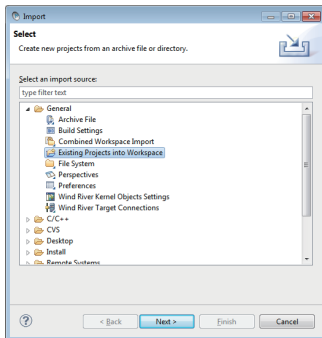 Import
Select
Create new projects from an archive file or directory.
Select an import source:
type filter text
General
Archive File
Build Settings
Combined Workspace Import
Existing Projects into Workspace
File System
Perspectives
Preferences
Wind River Kernel Objects Settings
Wind River Target Connections
C/C++
CVS
Desktop
Install
Remote Systems
?
< Back
Next >
Finish
Cancel